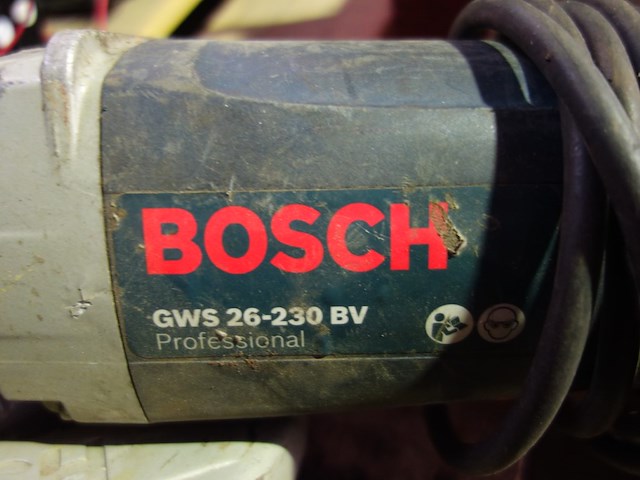 BOSCH
GWS 26-230 BV
Professional